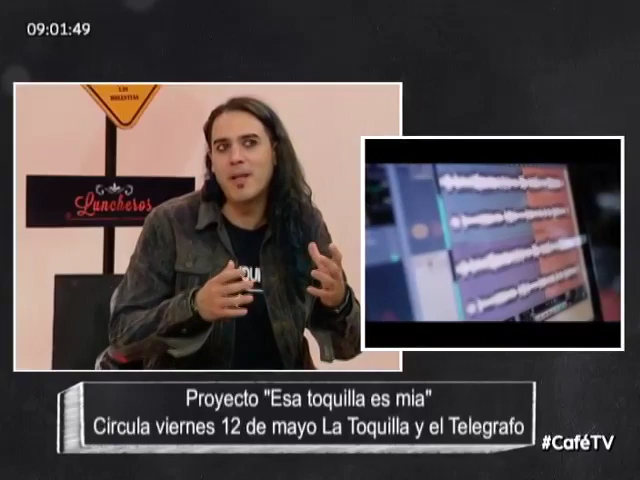 09:01:49
Luncheros
Proyecto "Esa toquilla es mia"
Circula viernes 12 de mayo La Toquilla y el Telegrafo
#CaféTV